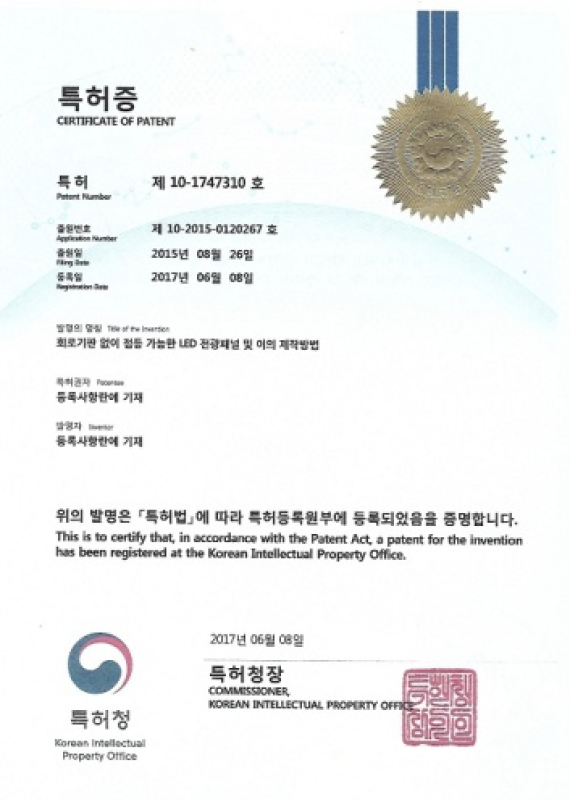 특허증
CERTIFICATE OF PATENT
특허 제 10-1747310 호
Patent Number
출원번호 제 10-2015-0120267 호
Application Number
출원일 2015년 08월 26일
Filing Date
등록일 2017년 06월 08일
Registration Date
발명의 명칭 Title of the Invention
회로기판 없이 점등 가능한 LED 전광패널 및 이의 제작방법
특허권자 Patentee
등록사항란에 기재
발명자 Inventor
등록사항란에 기재
위의 발명은 「특허법」에 따라 특허등록원부에 등록되었음을 증명합니다.
This is to certify that, in accordance with the Patent Act, a patent for the invention
has been registered at the Korean Intellectual Property Office.
2017년 06월 08일
특허청장
COMMISSIONER,
KOREAN INTELLECTUAL PROPERTY OFFICE
특허청
Korean Intellectual
Property Office